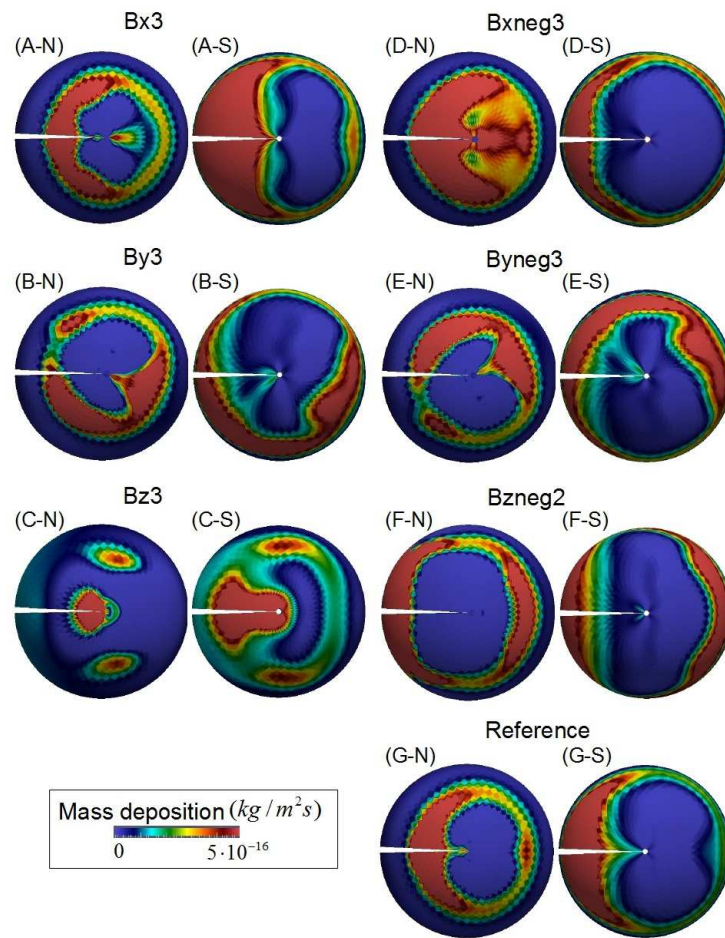 Bx3 Bxneg3
(A-N) (A-S) (D-N) (D-S)
By3 Byneg3
(B-N) (B-S) (E-N) (E-S)
Bz3 Bzneg2
(C-N) (C-S) (F-N) (F-S)
Reference
(G-N) (G-S)
Mass deposition (kg/m²s)
0 5·10⁻¹⁶